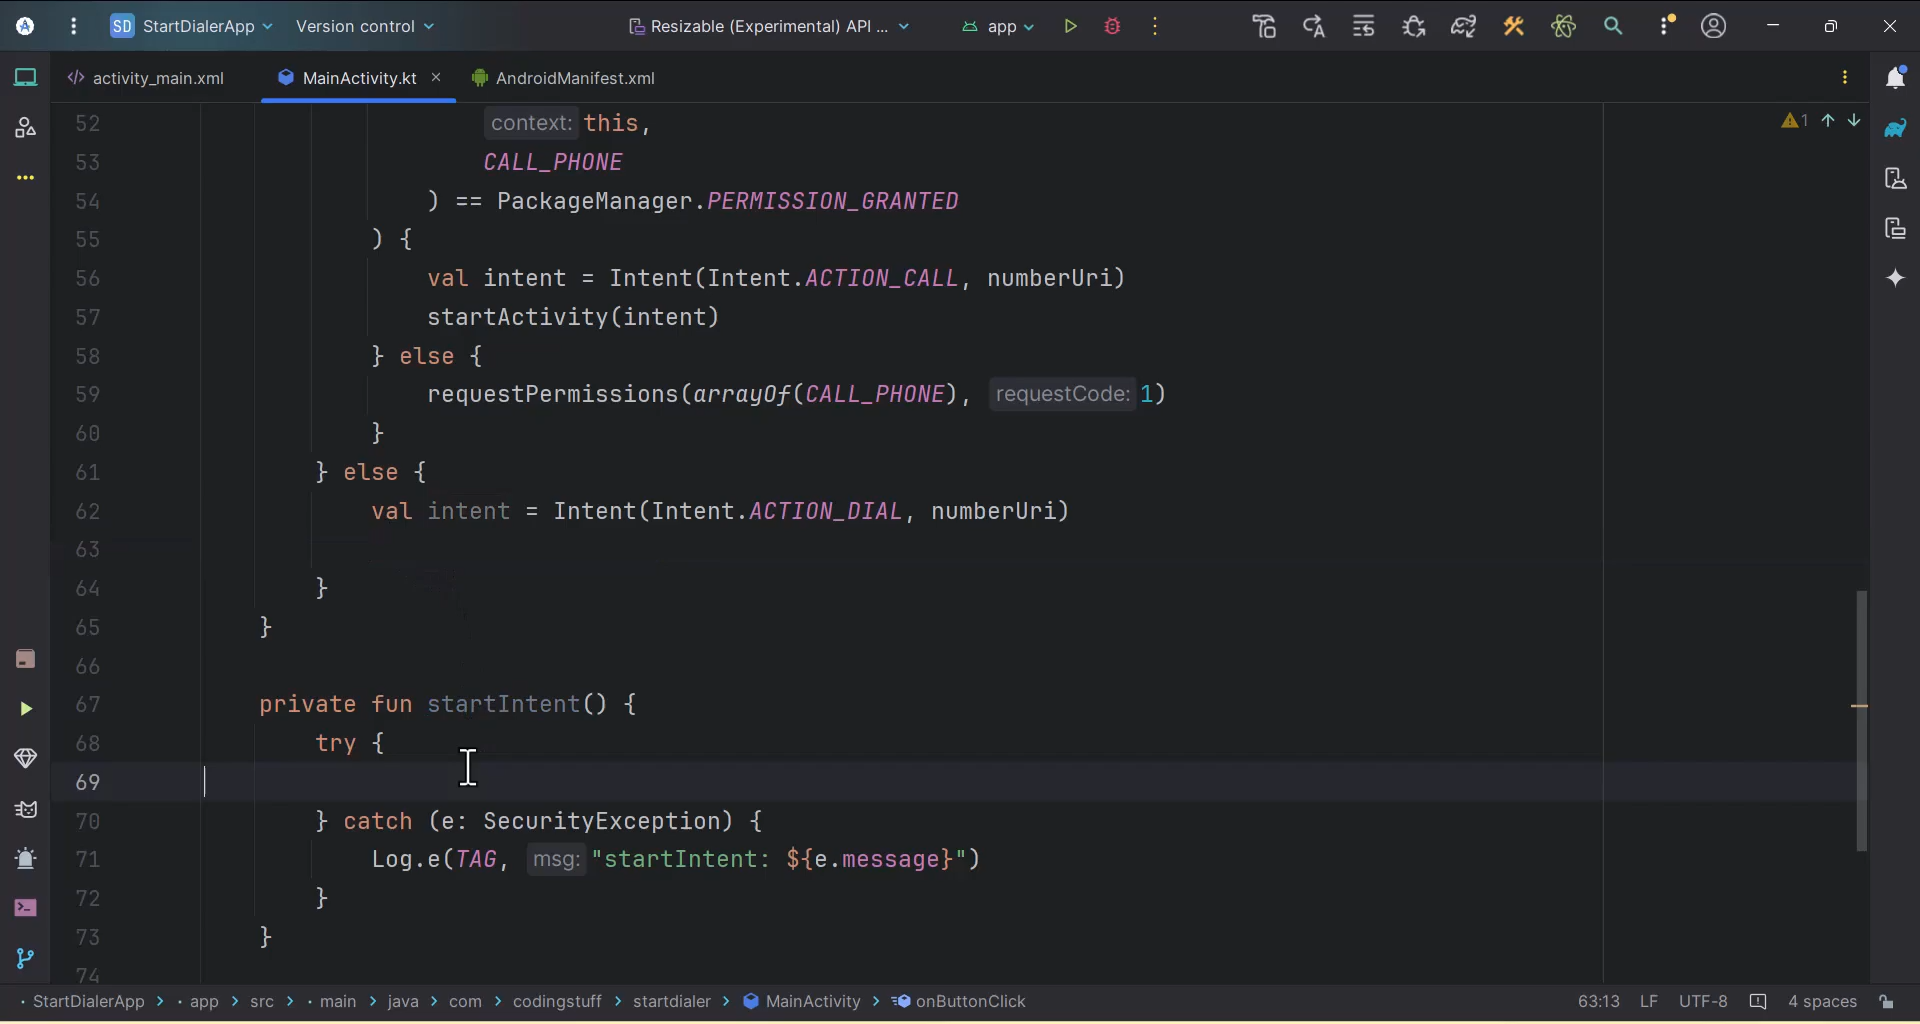 SD StartDialerApp Version control Resizable (Experimental) API ... app
activity_main.xml MainActivity.kt AndroidManifest.xml
52 context: this, 1
53 CALL_PHONE
54 ) == PackageManager.PERMISSION_GRANTED
55 ) {
56 val intent = Intent(Intent.ACTION_CALL, numberUri)
57 startActivity(intent)
58 } else {
59 requestPermissions(arrayOf(CALL_PHONE), requestCode: 1)
60 }
61 } else {
62 val intent = Intent(Intent.ACTION_DIAL, numberUri)
63
64 }
65 }
66
67 private fun startIntent() {
68 try {
69
70 } catch (e: SecurityException) {
71 Log.e(TAG, msg: "startIntent: ${e.message}")
72 }
73 }
74
StartDialerApp > app > src > main > java > com > codingstuff > startdialer > MainActivity > onButtonClick 63:13 LF UTF-8 4 spaces